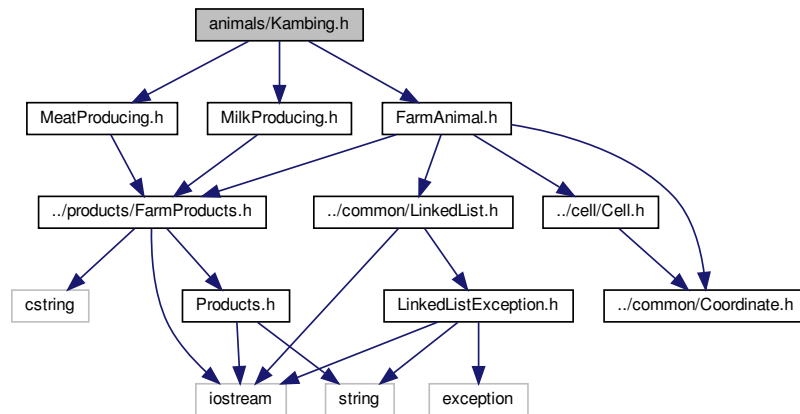 animals/Kambing.h
MeatProducing.h
MilkProducing.h
FarmAnimal.h
../products/FarmProducts.h
../common/LinkedList.h
../cell/Cell.h
cstring
Products.h
LinkedListException.h
../common/Coordinate.h
iostream
string
exception